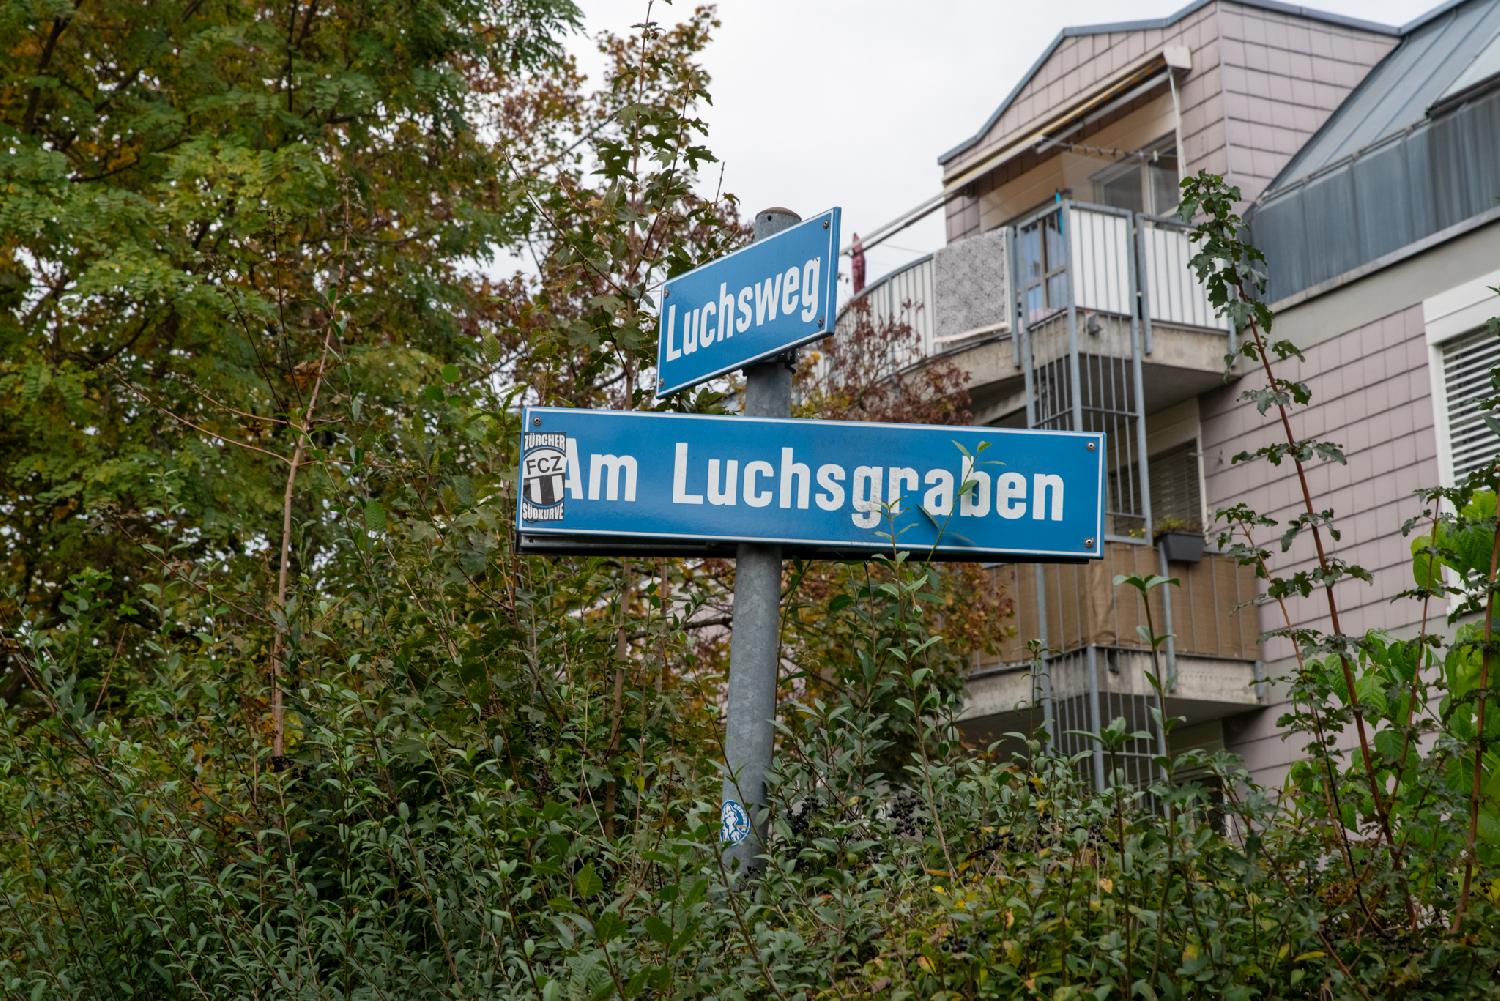 Luchsweg
Am Luchsgraben
ZÜRCHER
FCZ
SÜDKURVE